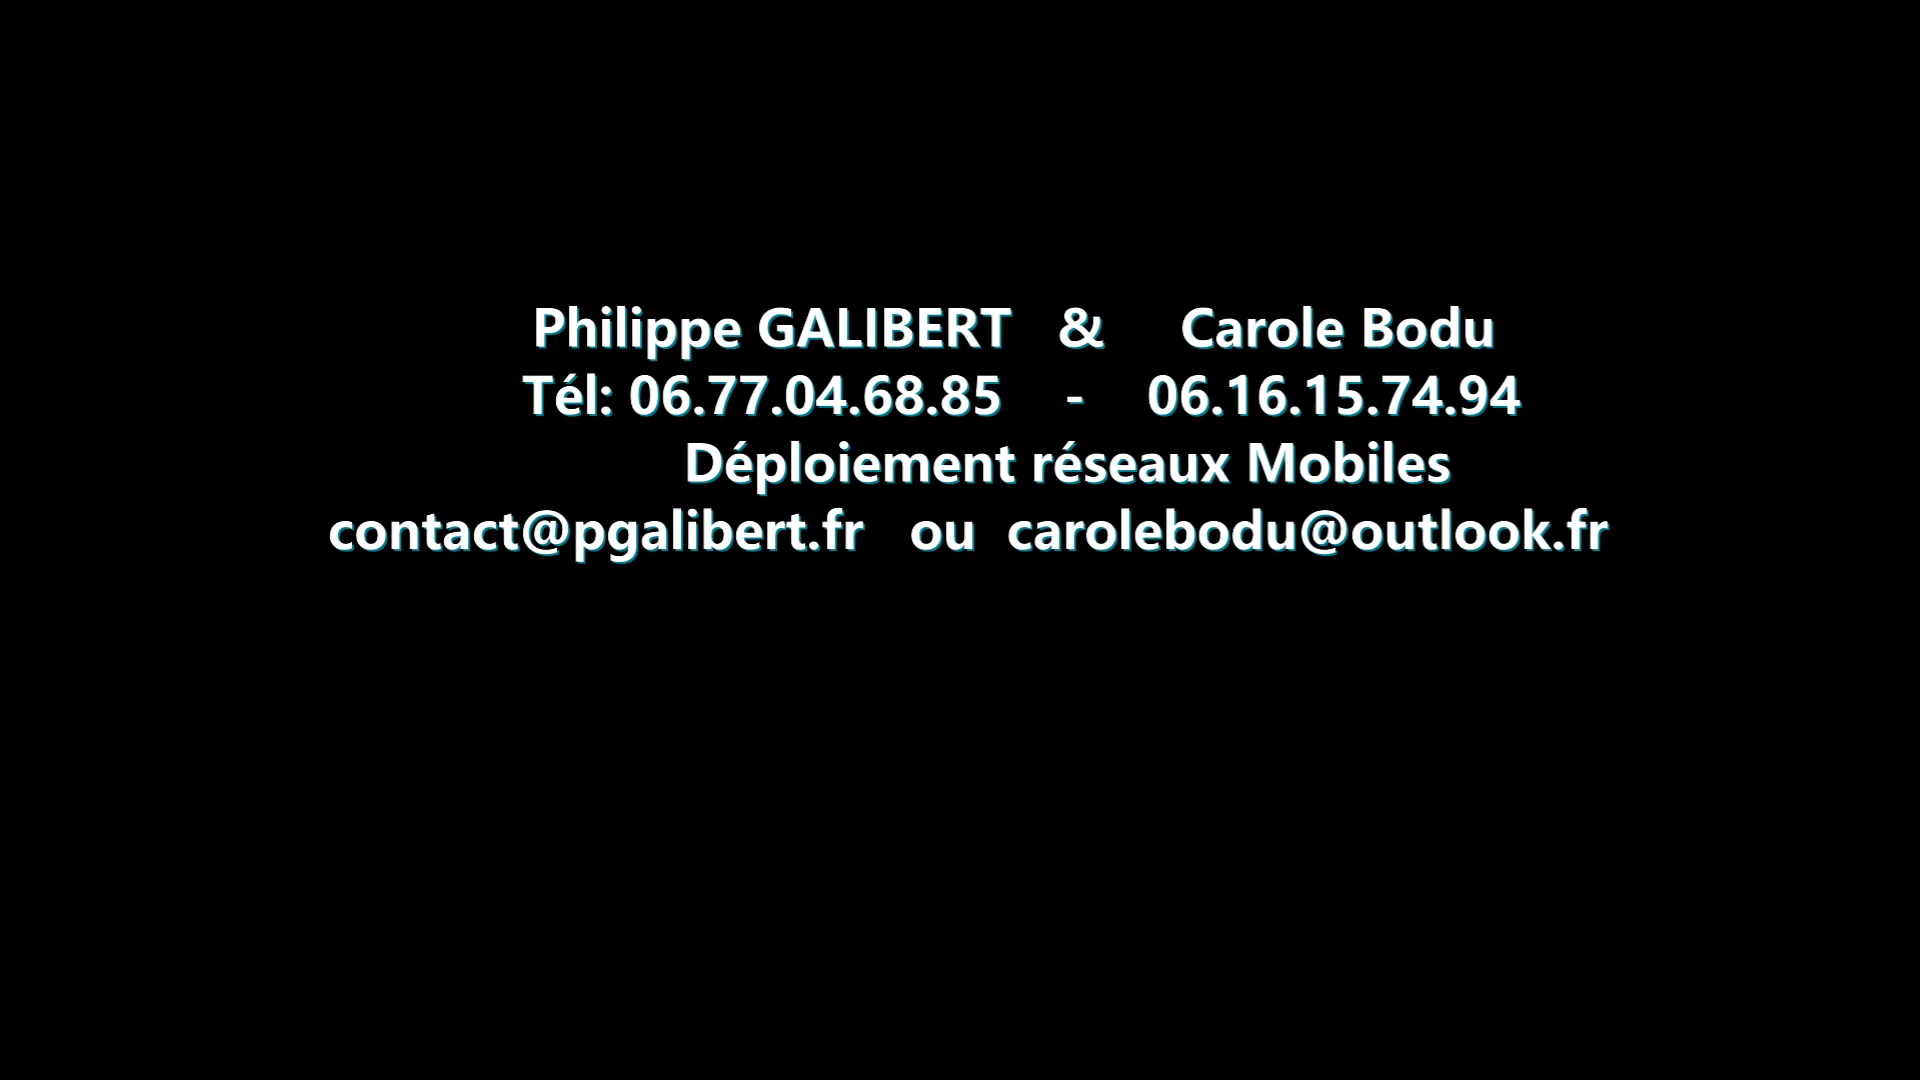 Philippe GALIBERT & Carole Bodu
Tél: 06.77.04.68.85 - 06.16.15.74.94
Déploiement réseaux Mobiles
contact@pgalibert.fr ou carolebodu@outlook.fr